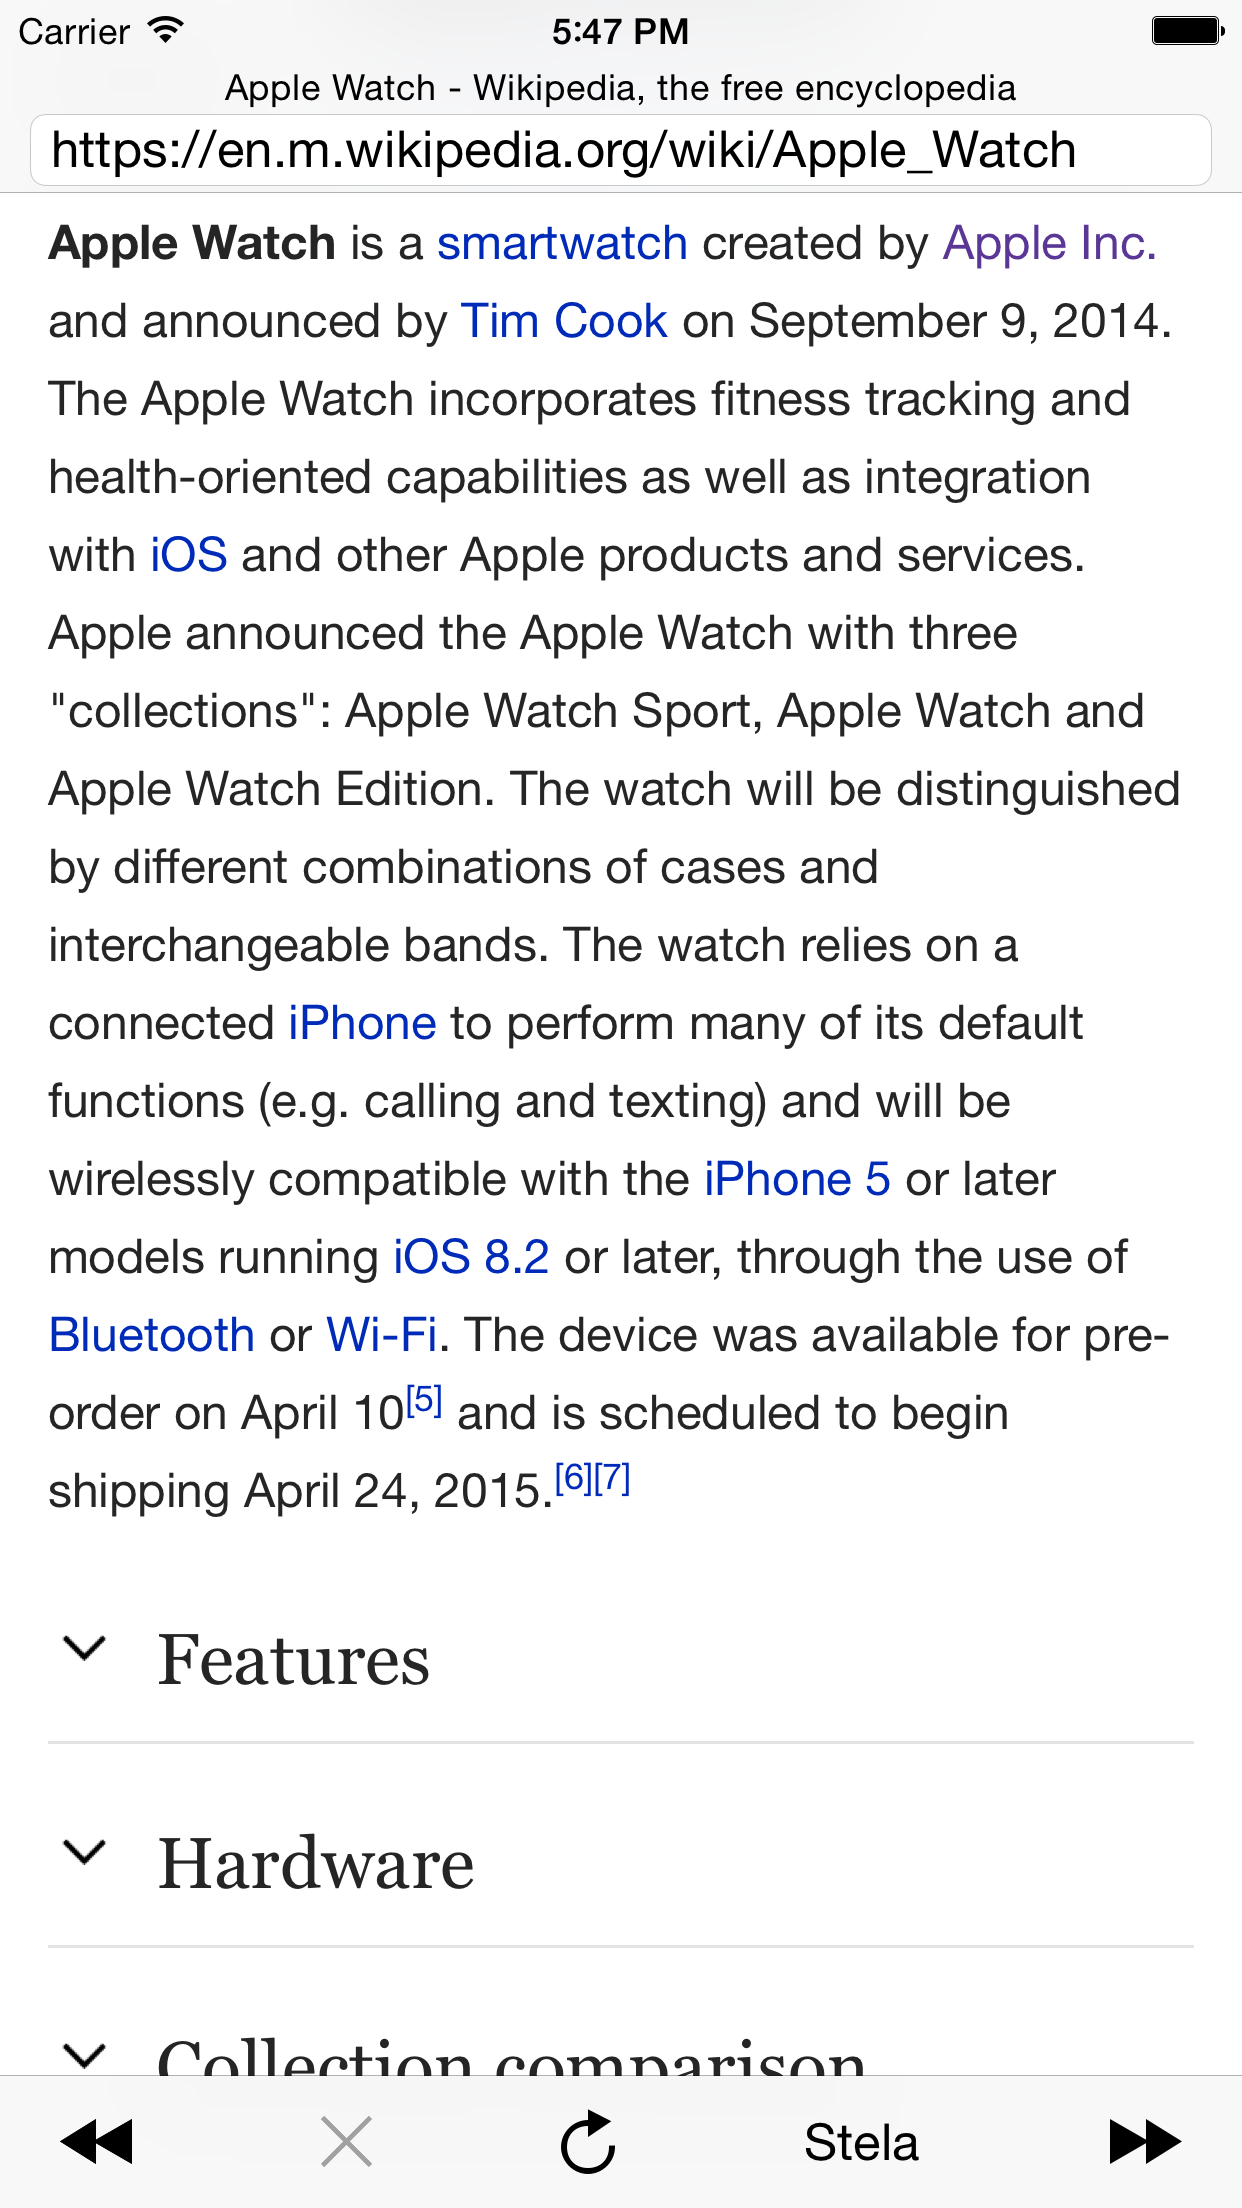 Carrier 5:47 PM
Apple Watch - Wikipedia, the free encyclopedia
https://en.m.wikipedia.org/wiki/Apple_Watch
Apple Watch is a smartwatch created by Apple Inc.
and announced by Tim Cook on September 9, 2014.
The Apple Watch incorporates fitness tracking and
health-oriented capabilities as well as integration
with iOS and other Apple products and services.
Apple announced the Apple Watch with three
"collections": Apple Watch Sport, Apple Watch and
Apple Watch Edition. The watch will be distinguished
by different combinations of cases and
interchangeable bands. The watch relies on a
connected iPhone to perform many of its default
functions (e.g. calling and texting) and will be
wirelessly compatible with the iPhone 5 or later
models running iOS 8.2 or later, through the use of
Bluetooth or Wi-Fi. The device was available for pre-
order on April 10[5] and is scheduled to begin
shipping April 24, 2015.[6][7]
Features
Hardware
Collection comparison
Stela